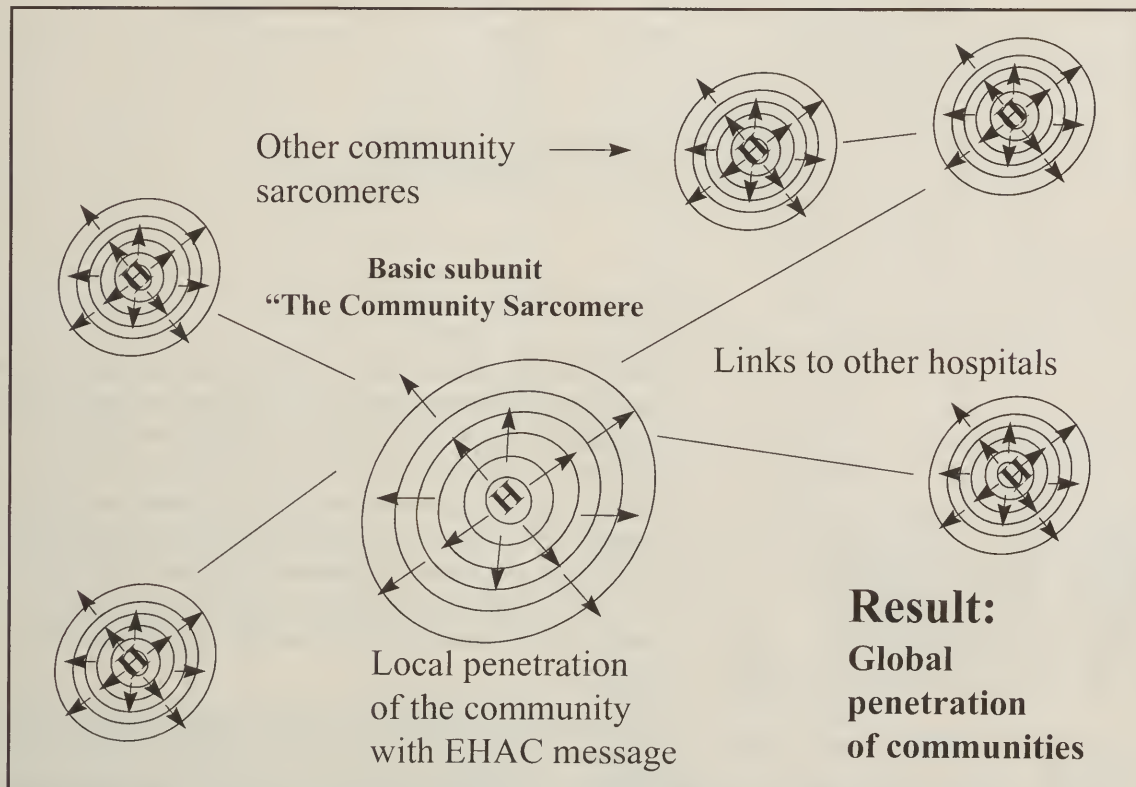 Other community
sarcomeres
Basic subunit
“The Community Sarcomere
Links to other hospitals
H
H
H
H
H
H
Local penetration
of the community
with EHAC message
Result:
Global
penetration
of communities